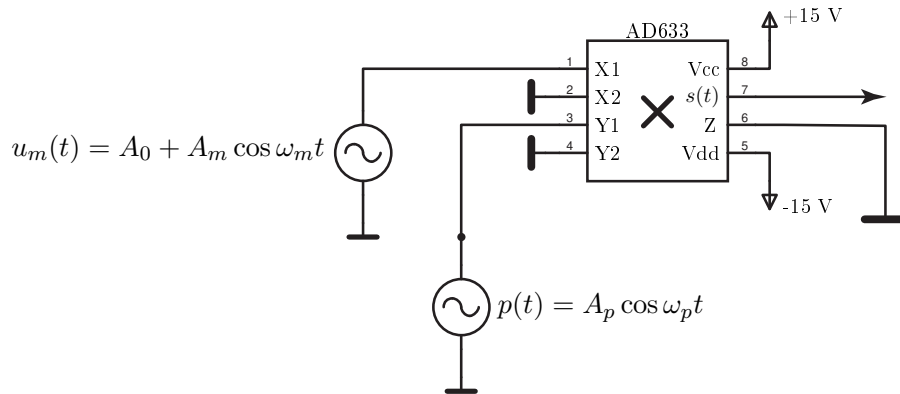 +15 V
AD633
1 X1 Vcc 8
2 X2 s(t) 7
u_m(t) = A_0 + A_m cos ω_m t
3 Y1 Z 6
4 Y2 Vdd 5
-15 V
p(t) = A_p cos ω_p t